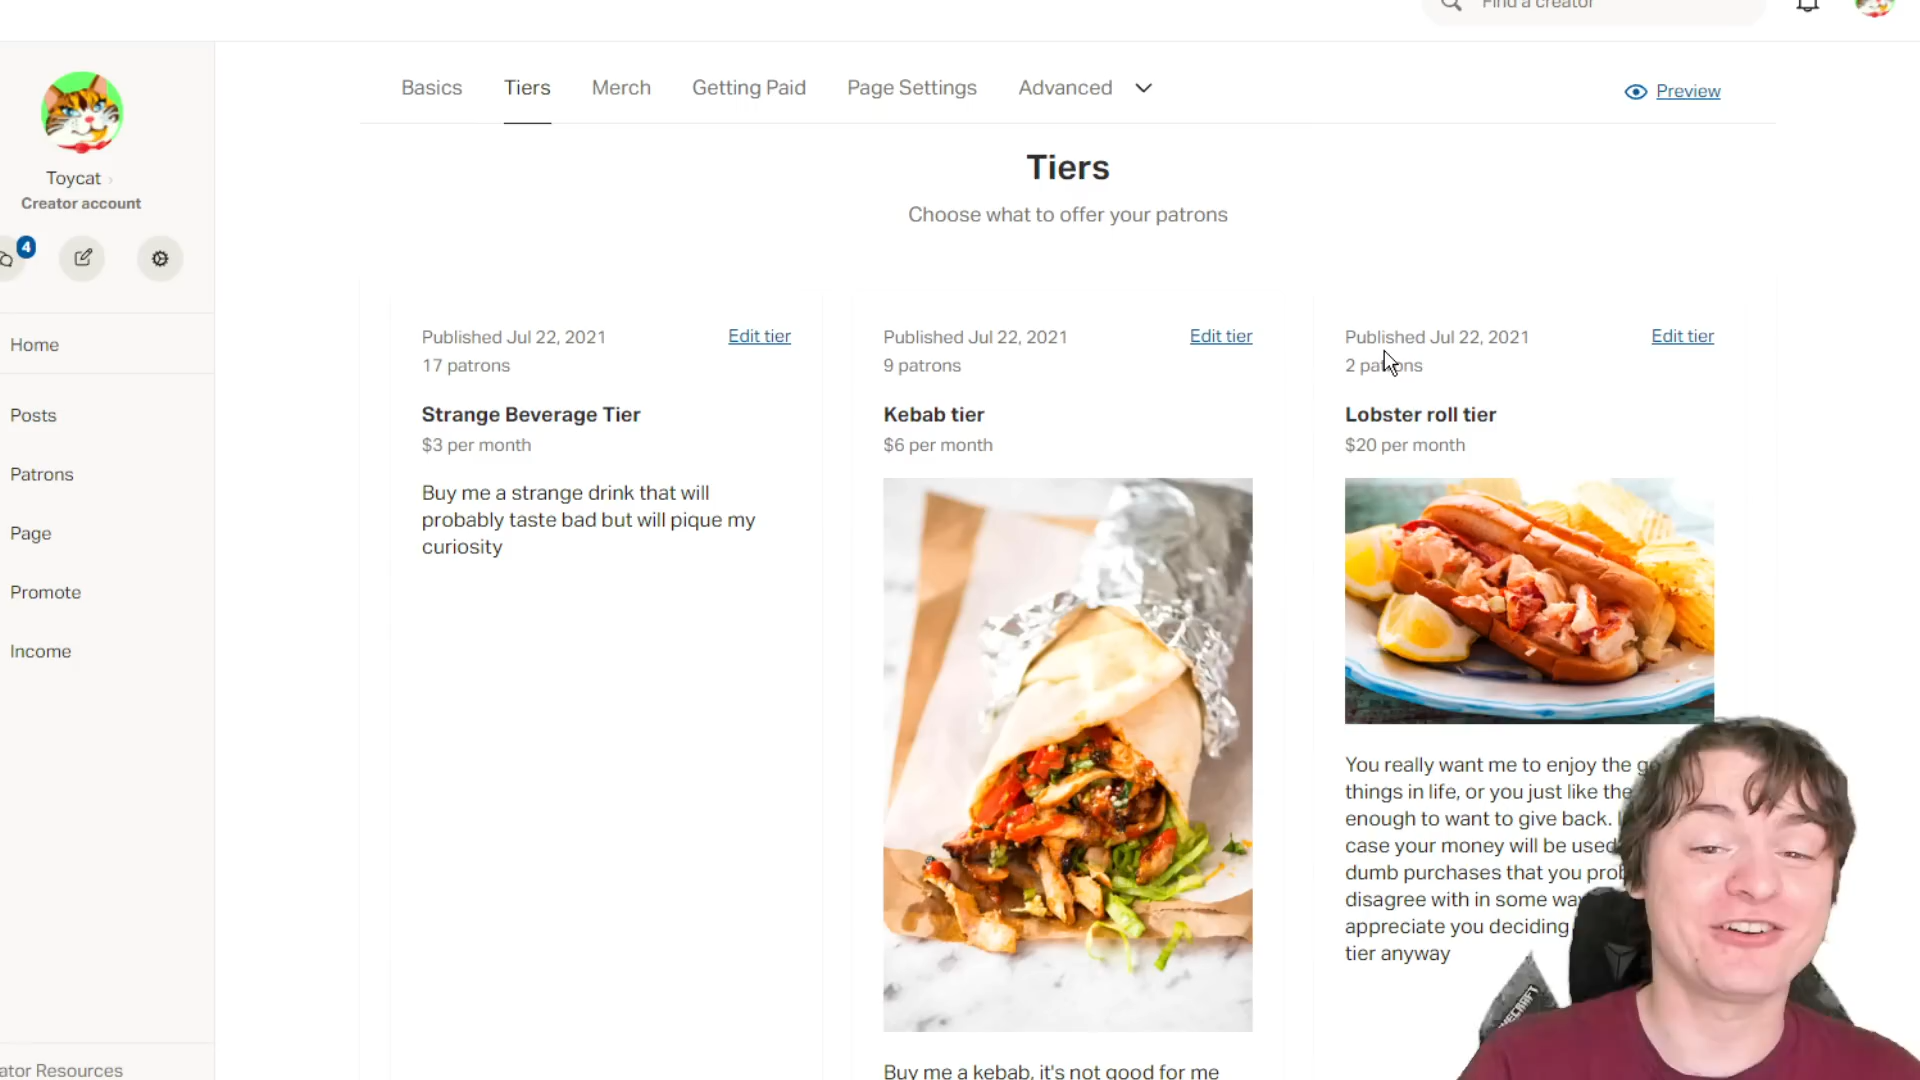 Find a creator
Basics
Tiers
Merch
Getting Paid
Page Settings
Advanced
Preview
Toycat
Creator account
4
Home
Posts
Patrons
Page
Promote
Income
ator Resources
Tiers
Choose what to offer your patrons
Published Jul 22, 2021
Edit tier
17 patrons
Strange Beverage Tier
$3 per month
Buy me a strange drink that will
probably taste bad but will pique my
curiosity
Published Jul 22, 2021
Edit tier
9 patrons
Kebab tier
$6 per month
Buy me a kebab, it's not good for me
Published Jul 22, 2021
Edit tier
2 patrons
Lobster roll tier
$20 per month
You really want me to enjoy the
things in life, or you just like the
enough to want to give back.
case your money will be used
dumb purchases that you
disagree with in some
appreciate you deciding
tier anyway
MINECRAFT